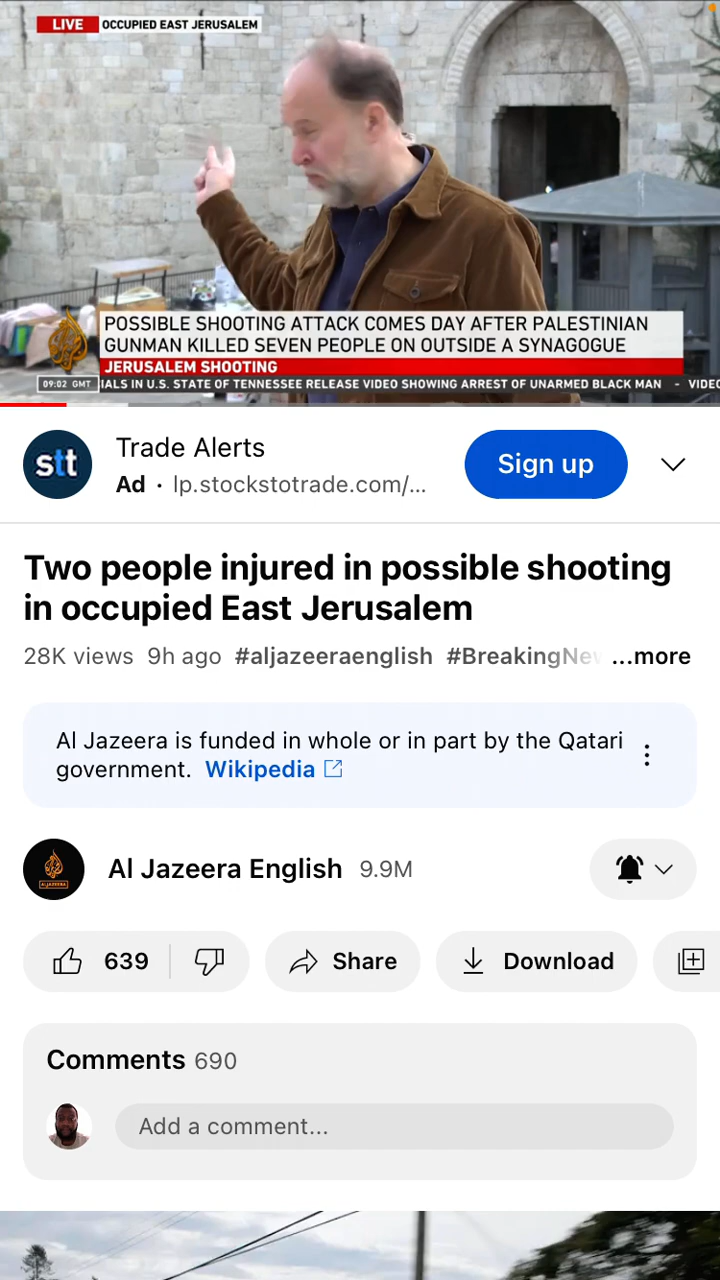 LIVE OCCUPIED EAST JERUSALEM
POSSIBLE SHOOTING ATTACK COMES DAY AFTER PALESTINIAN
GUNMAN KILLED SEVEN PEOPLE ON OUTSIDE A SYNAGOGUE
JERUSALEM SHOOTING
09:02 GMT IALS IN U.S. STATE OF TENNESSEE RELEASE VIDEO SHOWING ARREST OF UNARMED BLACK MAN - VIDEO
stt
Trade Alerts
Ad · lp.stockstotrade.com/...
Sign up
Two people injured in possible shooting
in occupied East Jerusalem
28K views 9h ago #aljazeeraenglish #BreakingNew ...more
Al Jazeera is funded in whole or in part by the Qatari
government. Wikipedia
ALJAZEERA
Al Jazeera English 9.9M
639 Share Download
Comments 690
Add a comment...